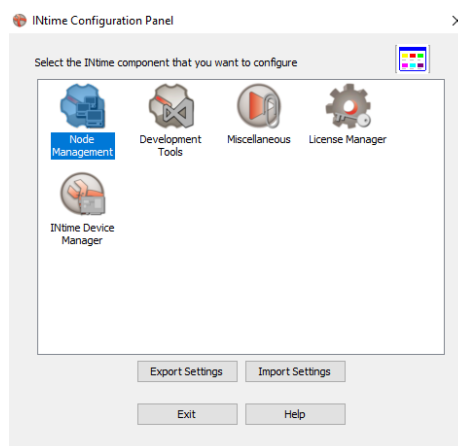 INtime Configuration Panel
Select the INtime component that you want to configure
Node Management
Development Tools
Miscellaneous
License Manager
INtime Device Manager
Export Settings
Import Settings
Exit
Help